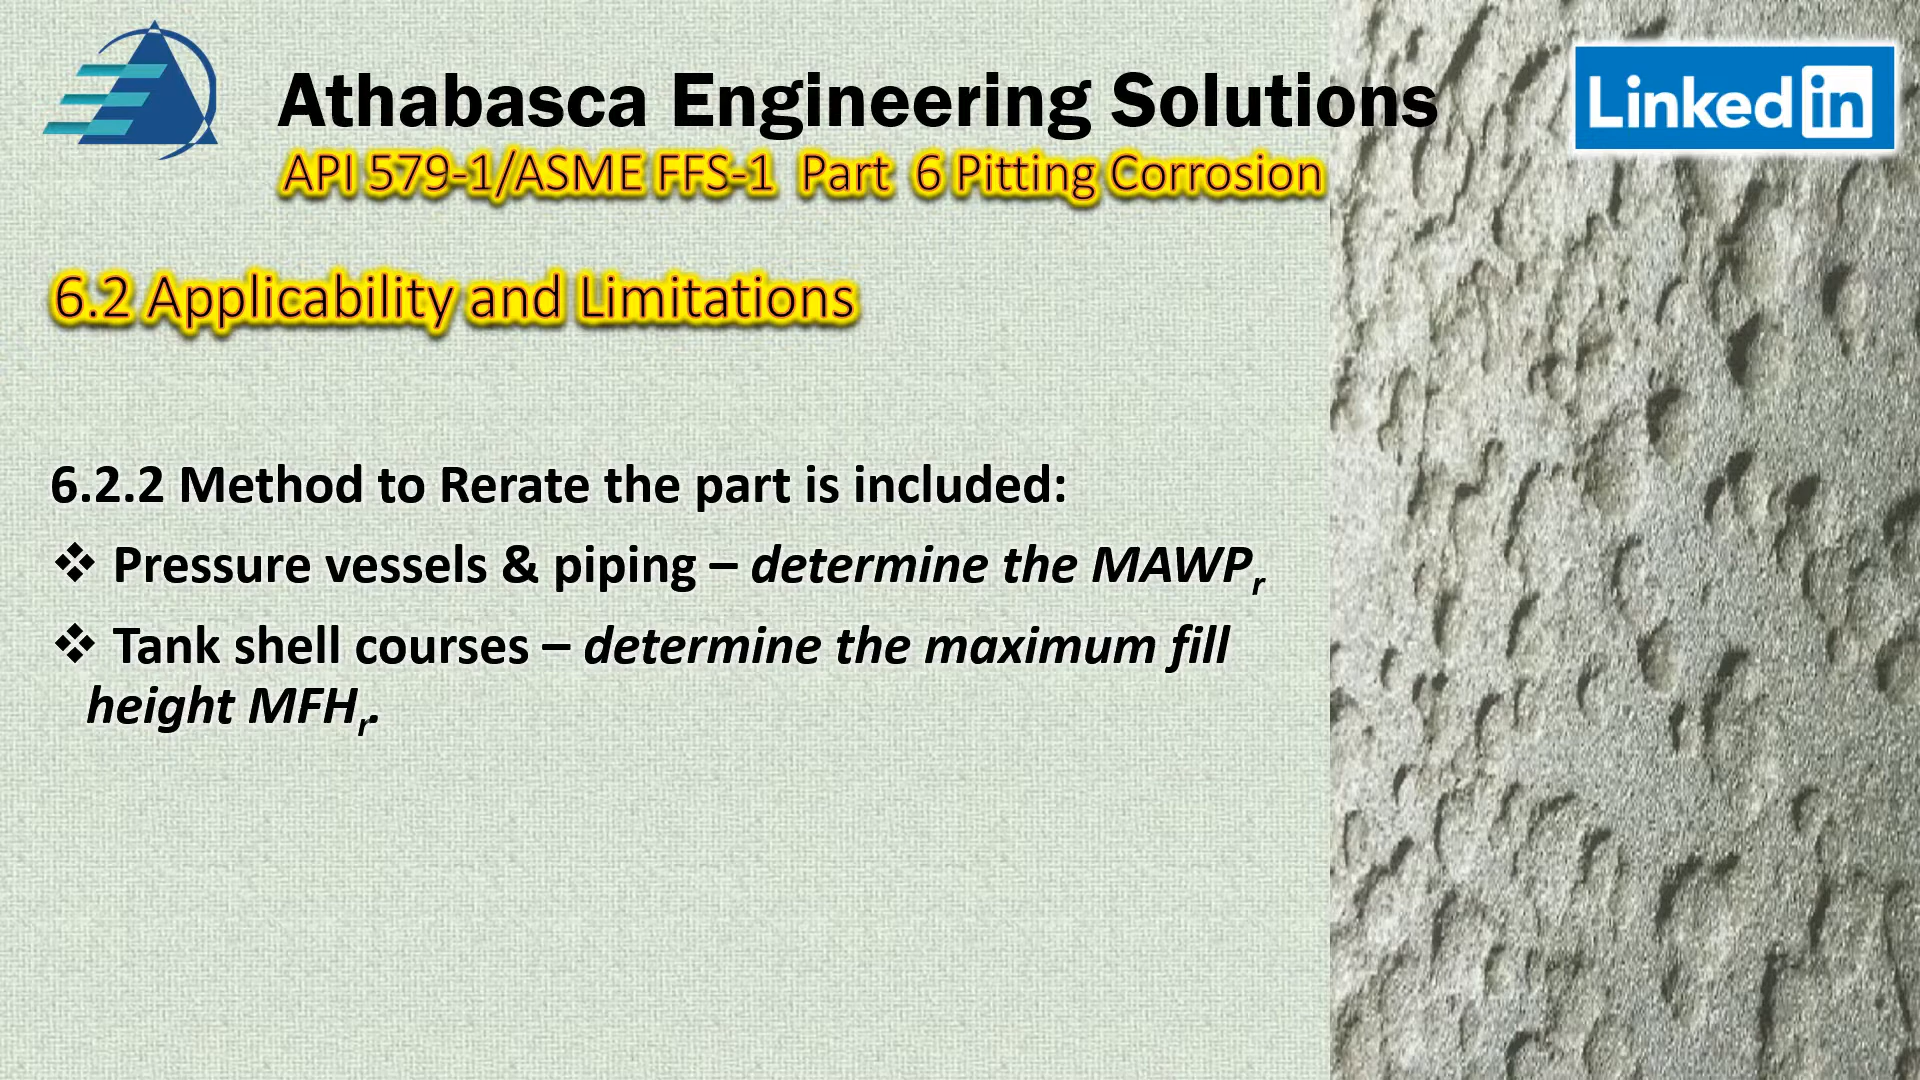 Athabasca Engineering Solutions
Linked in
API 579-1/ASME FFS-1 Part 6 Pitting Corrosion
6.2 Applicability and Limitations
6.2.2 Method to Rerate the part is included:
❖ Pressure vessels & piping – determine the MAWPr
❖ Tank shell courses – determine the maximum fill
height MFHr.